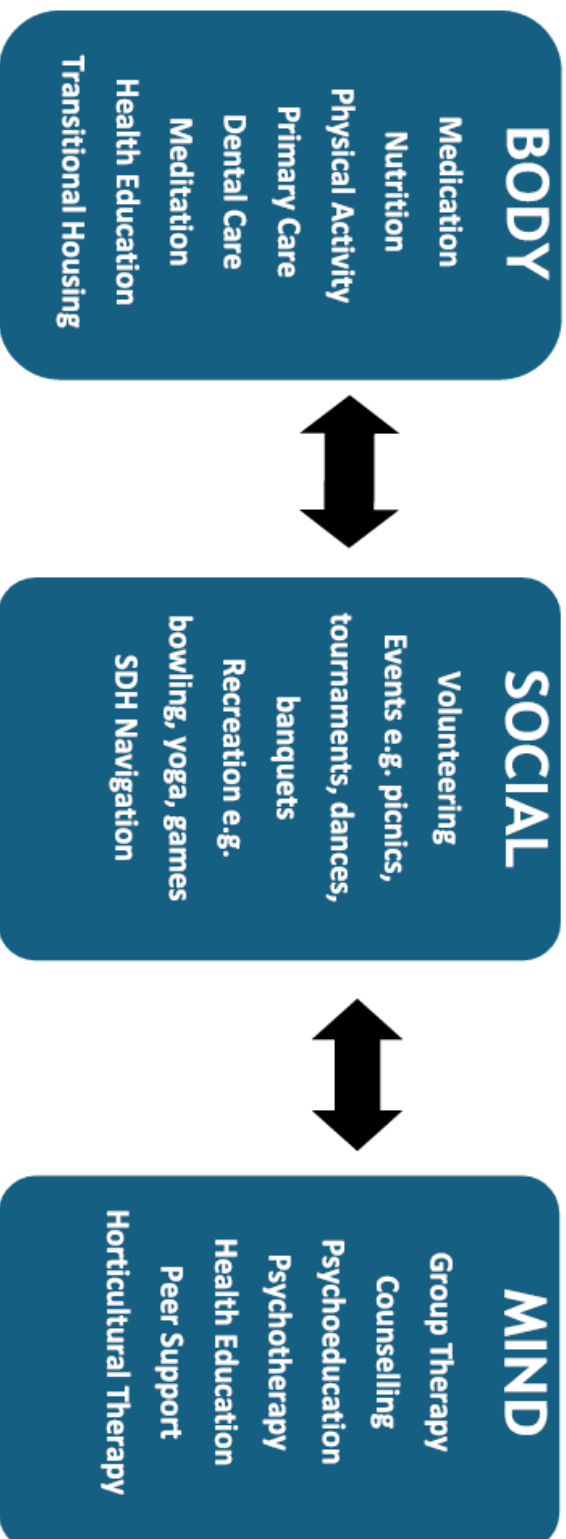 BODY
Medication
Nutrition
Physical Activity
Primary Care
Dental Care
Meditation
Health Education
Transitional Housing
SOCIAL
Volunteering
Events e.g. picnics,
tournaments, dances,
banquets
Recreation e.g.
bowling, yoga, games
SDH Navigation
MIND
Group Therapy
Counselling
Psychoeducation
Psychotherapy
Health Education
Peer Support
Horticultural Therapy